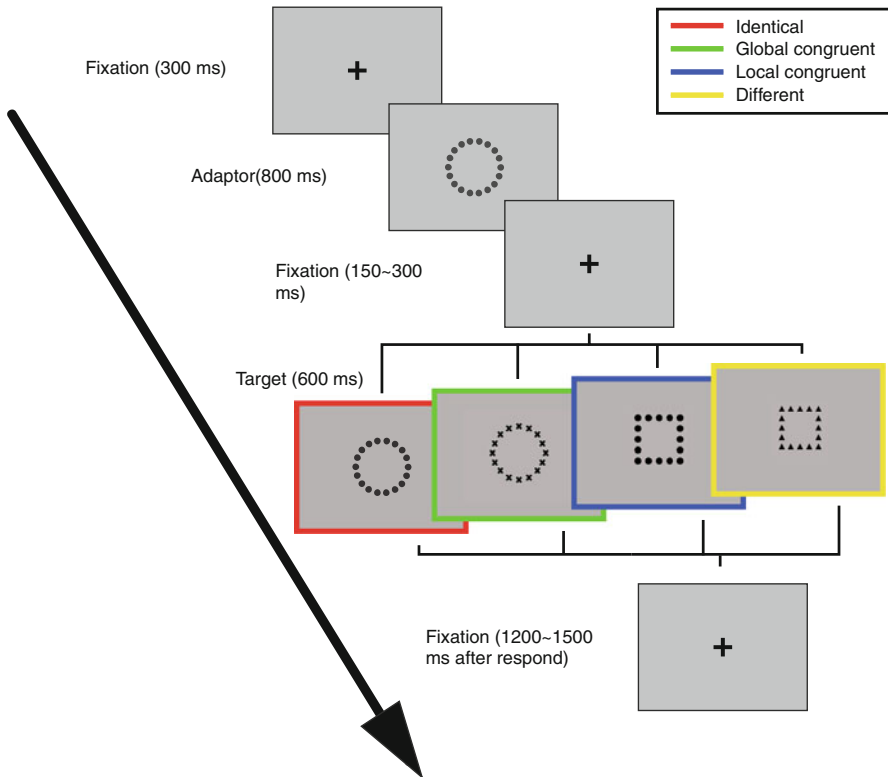 Identical
Global congruent
Local congruent
Different
Fixation (300 ms)
Adaptor(800 ms)
Fixation (150~300
ms)
Target (600 ms)
Fixation (1200~1500
ms after respond)